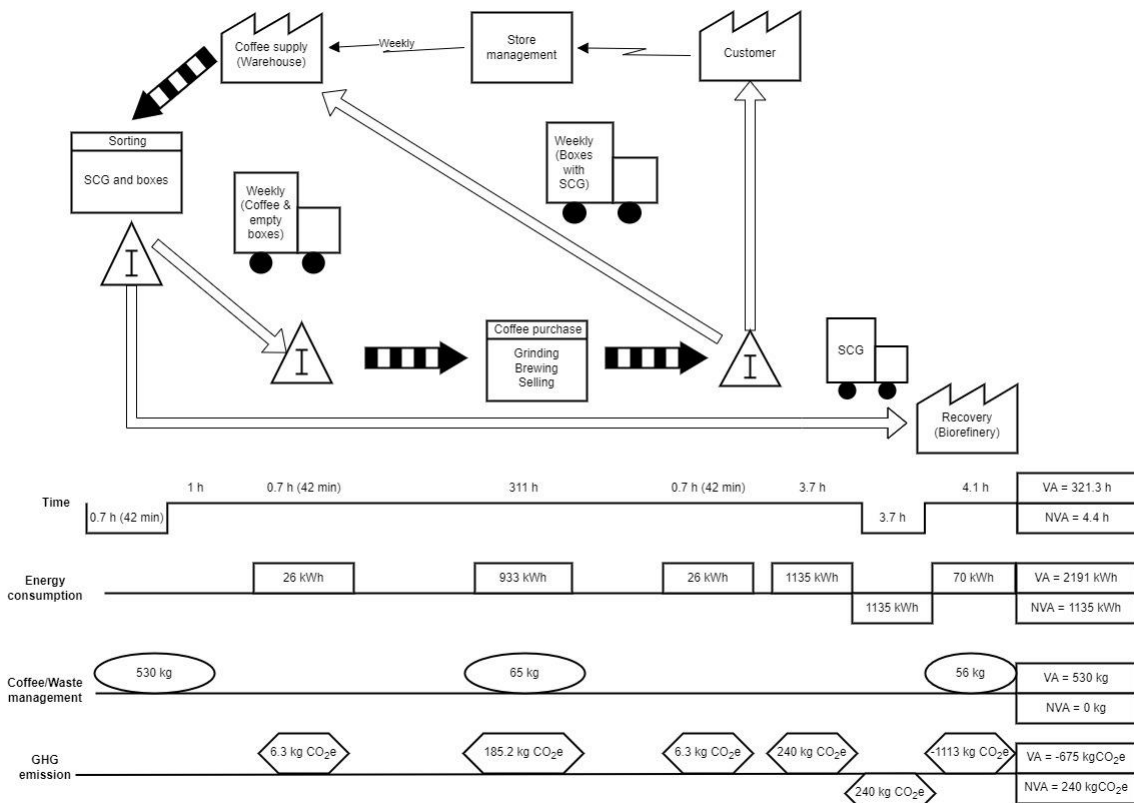 Coffee supply
(Warehouse)
Weekly
Store
management
Customer
Sorting
SCG and boxes
Weekly
(Coffee &
empty
boxes)
Weekly
(Boxes
with
SCG)
I
I
Coffee purchase
Grinding
Brewing
Selling
I
SCG
Recovery
(Biorefinery)
Time
0.7 h (42 min)
1 h
0.7 h (42 min)
311 h
0.7 h (42 min)
3.7 h
3.7 h
4.1 h
VA = 321.3 h
NVA = 4.4 h
Energy
consumption
26 kWh
933 kWh
26 kWh
1135 kWh
1135 kWh
70 kWh
VA = 2191 kWh
NVA = 1135 kWh
Coffee/Waste
management
530 kg
65 kg
56 kg
VA = 530 kg
NVA = 0 kg
GHG
emission
6.3 kg CO₂e
185.2 kg CO₂e
6.3 kg CO₂e
240 kg CO₂e
240 kg CO₂e
-1113 kg CO₂e
VA = -675 kgCO₂e
NVA = 240 kgCO₂e